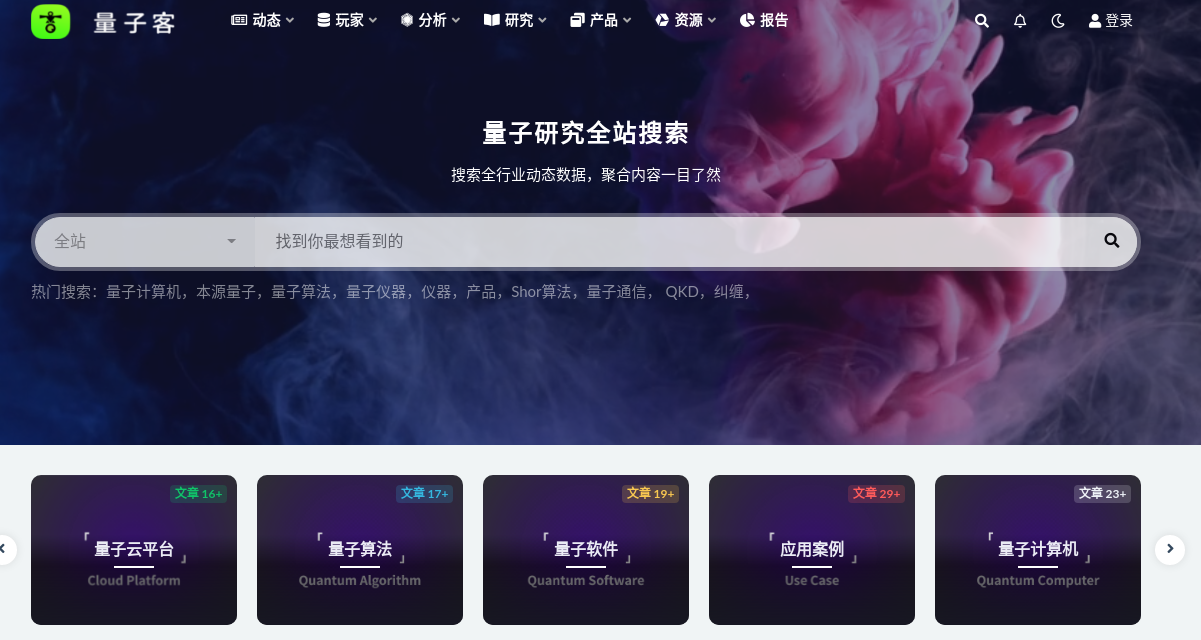 量子客 动态 玩家 分析 研究 产品 资源 报告 登录
量子研究全站搜索
搜索全行业动态数据，聚合内容一目了然
全站 找到你最想看到的
热门搜索：量子计算机，本源量子，量子算法，量子仪器，仪器，产品，Shor算法，量子通信， QKD，纠缠，
文章 16+ 文章 17+ 文章 19+ 文章 29+ 文章 23+
「量子云平台」 「量子算法」 「量子软件」 「应用案例」 「量子计算机」
Cloud Platform Quantum Algorithm Quantum Software Use Case Quantum Computer